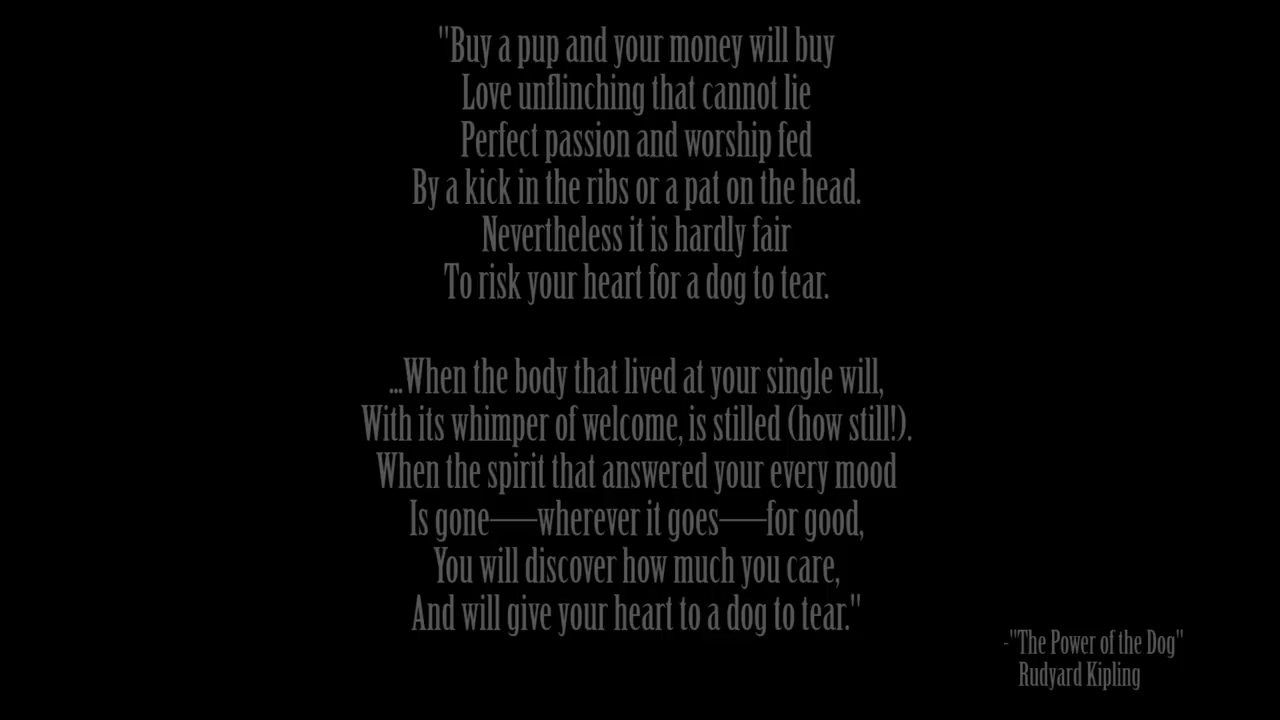 "Buy a pup and your money will buy
Love unflinching that cannot lie
Perfect passion and worship fed
By a kick in the ribs or a pat on the head.
Nevertheless it is hardly fair
To risk your heart for a dog to tear.
...When the body that lived at your single will,
With its whimper of welcome, is stilled (how still!).
When the spirit that answered your every mood
Is gone——wherever it goes——for good,
You will discover how much you care,
And will give your heart to a dog to tear."
-"The Power of the Dog"
Rudyard Kipling